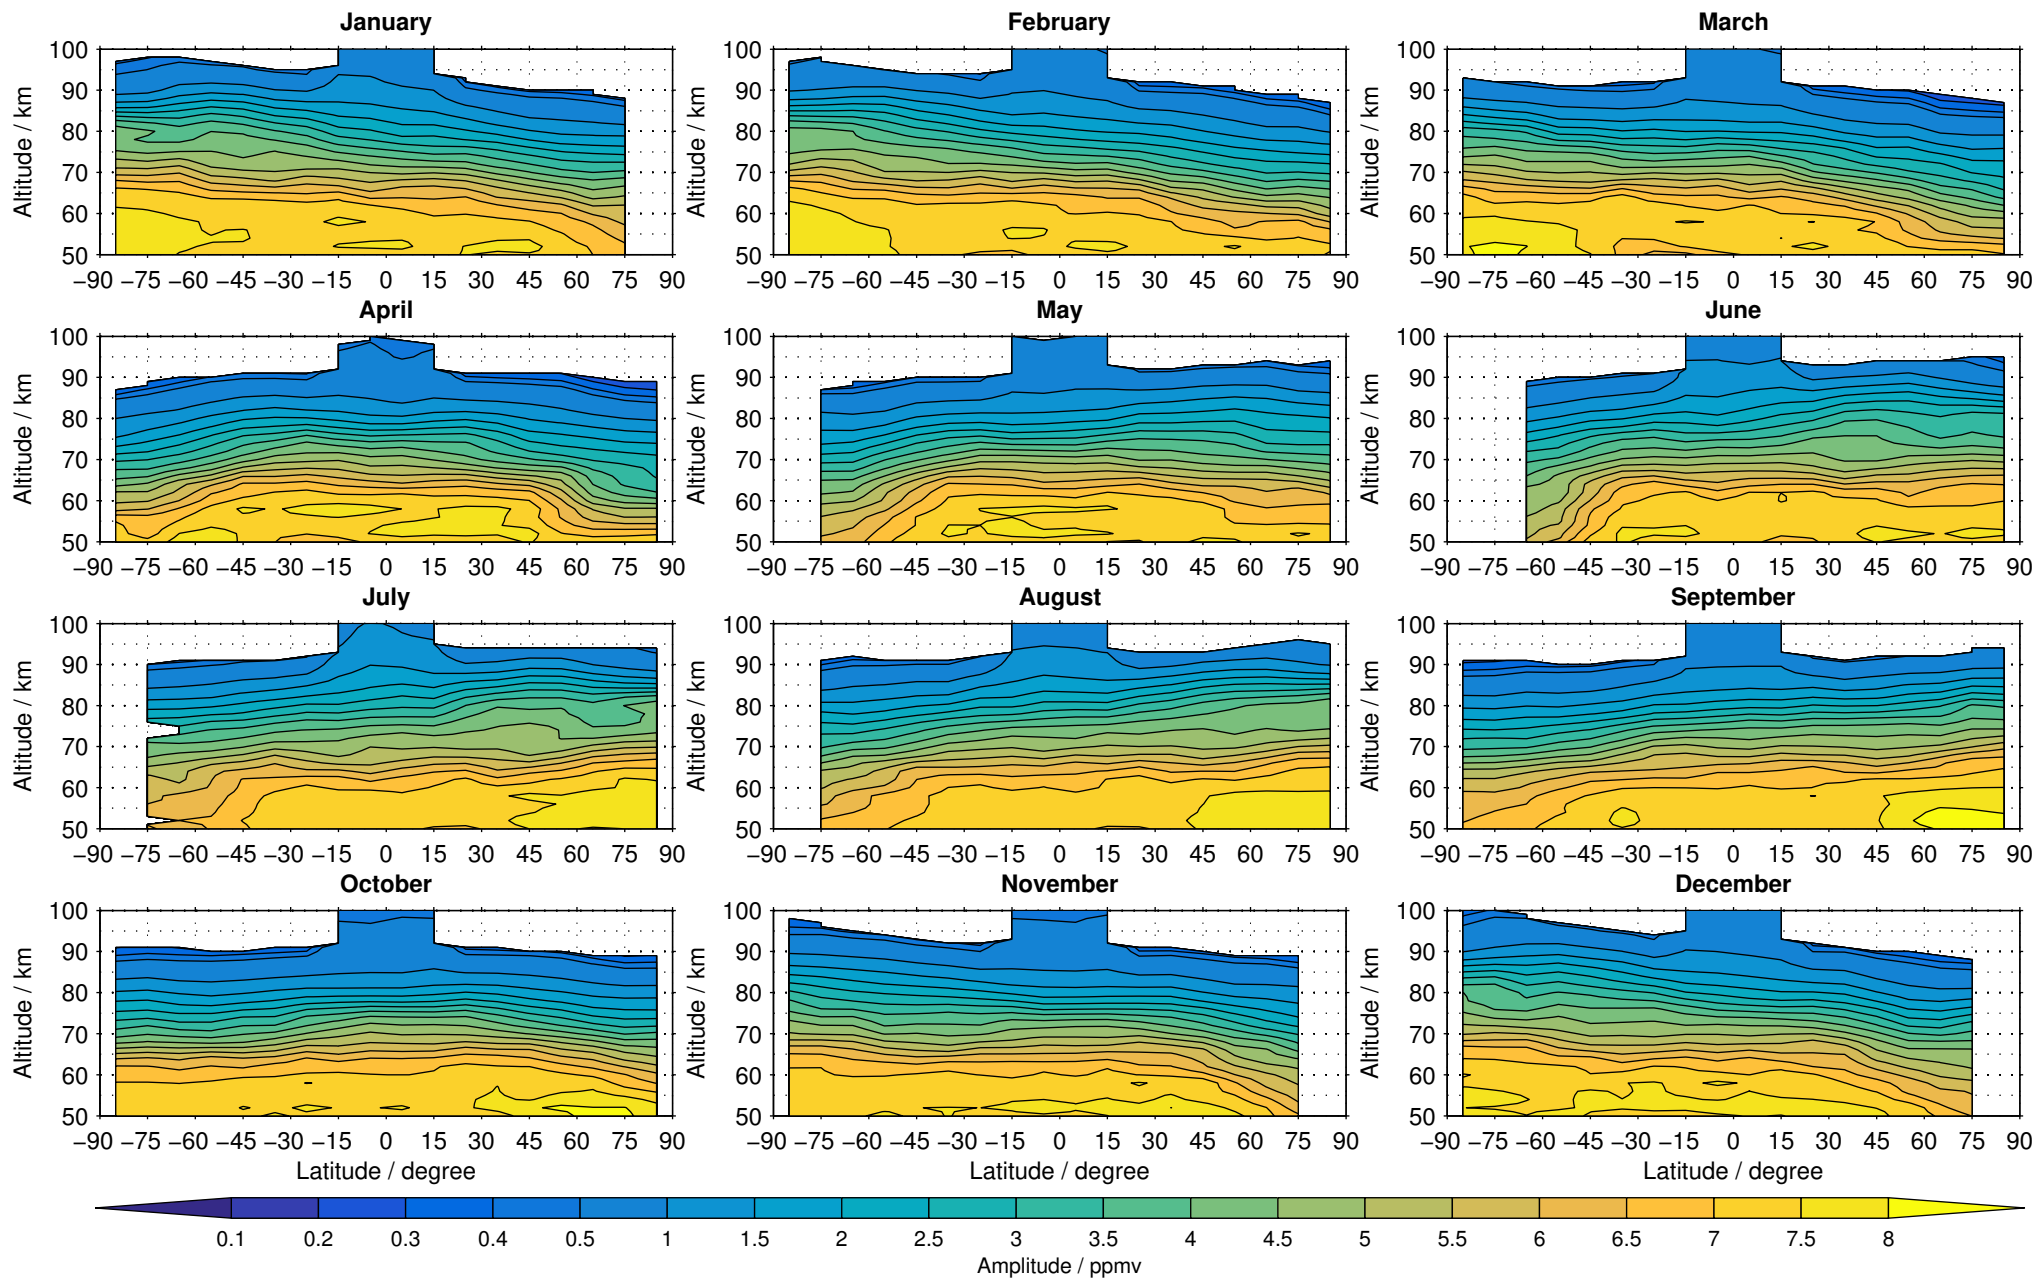 January February March
100 100 100
90 90 90
80 80 80
70 70 70
60 60 60
50 50 50
Altitude / km Altitude / km Altitude / km
−90 −75 −60 −45 −30 −15 0 15 30 45 60 75 90 −90 −75 −60 −45 −30 −15 0 15 30 45 60 75 90 −90 −75 −60 −45 −30 −15 0 15 30 45 60 75 90
April May June
100 100 100
90 90 90
80 80 80
70 70 70
60 60 60
50 50 50
Altitude / km Altitude / km Altitude / km
−90 −75 −60 −45 −30 −15 0 15 30 45 60 75 90 −90 −75 −60 −45 −30 −15 0 15 30 45 60 75 90 −90 −75 −60 −45 −30 −15 0 15 30 45 60 75 90
July August September
100 100 100
90 90 90
80 80 80
70 70 70
60 60 60
50 50 50
Altitude / km Altitude / km Altitude / km
−90 −75 −60 −45 −30 −15 0 15 30 45 60 75 90 −90 −75 −60 −45 −30 −15 0 15 30 45 60 75 90 −90 −75 −60 −45 −30 −15 0 15 30 45 60 75 90
October November December
100 100 100
90 90 90
80 80 80
70 70 70
60 60 60
50 50 50
Altitude / km Altitude / km Altitude / km
−90 −75 −60 −45 −30 −15 0 15 30 45 60 75 90 −90 −75 −60 −45 −30 −15 0 15 30 45 60 75 90 −90 −75 −60 −45 −30 −15 0 15 30 45 60 75 90
Latitude / degree Latitude / degree Latitude / degree
0.1 0.2 0.3 0.4 0.5 1 1.5 2 2.5 3 3.5 4 4.5 5 5.5 6 6.5 7 7.5 8
Amplitude / ppmv